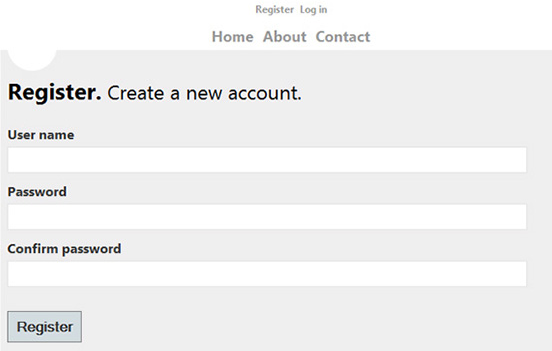 Register Log in
Home About Contact
Register. Create a new account.
User name
Password
Confirm password
Register